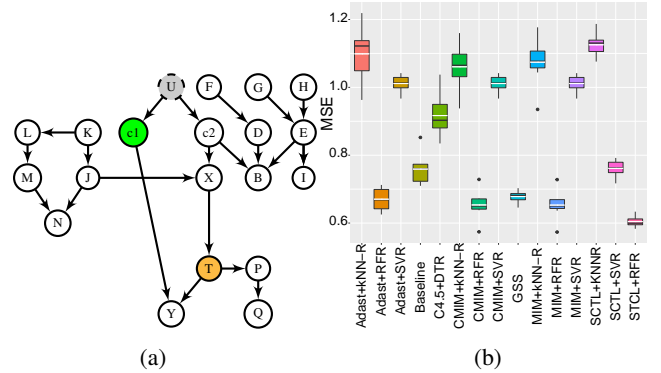 U F G H
L K c1 c2 D E
M J X B I
N
T P
Y Q
(a)
MSE
1.2
1.0
0.8
0.6
Adast+kNN−R
Adast+RFR
Adast+SVR
Baseline
C4.5+DTR
CMIM+kNN−R
CMIM+RFR
CMIM+SVR
GSS
MIM+kNN−R
MIM+RFR
MIM+SVR
SCTL+KNNR
SCTL+SVR
STCL+RFR
(b)